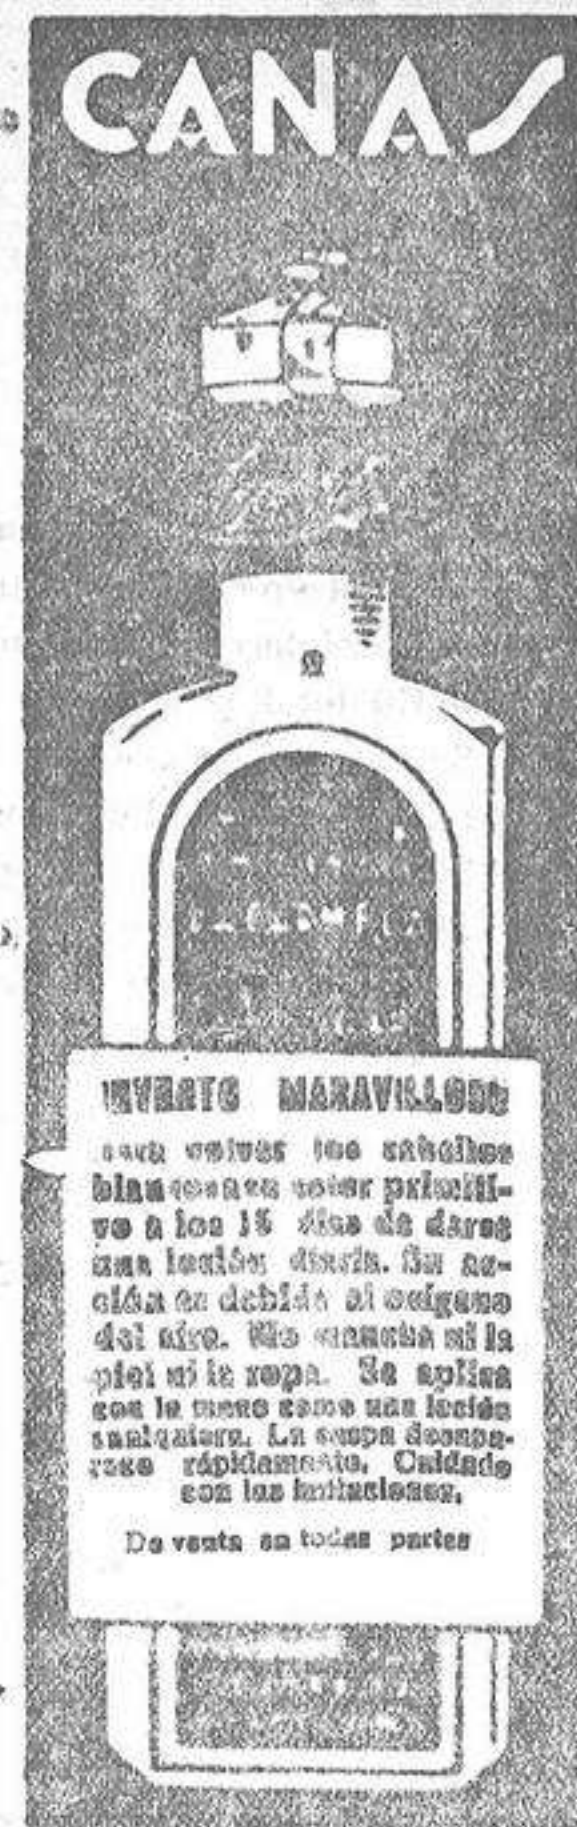 CANAS
INVENTO MARAVILLOSO
para volver los cabellos
blancos a su color primiti-
vo a los 15 días de darse
una loción diaria. Su ac-
ción es debida al oxígeno
del aire. No mancha ni la
piel ni la ropa. Se aplica
con la mano como una loción
cualquiera. La caspa desapa-
rece rápidamente. Cuidado
con las imitaciones.
De venta en todas partes